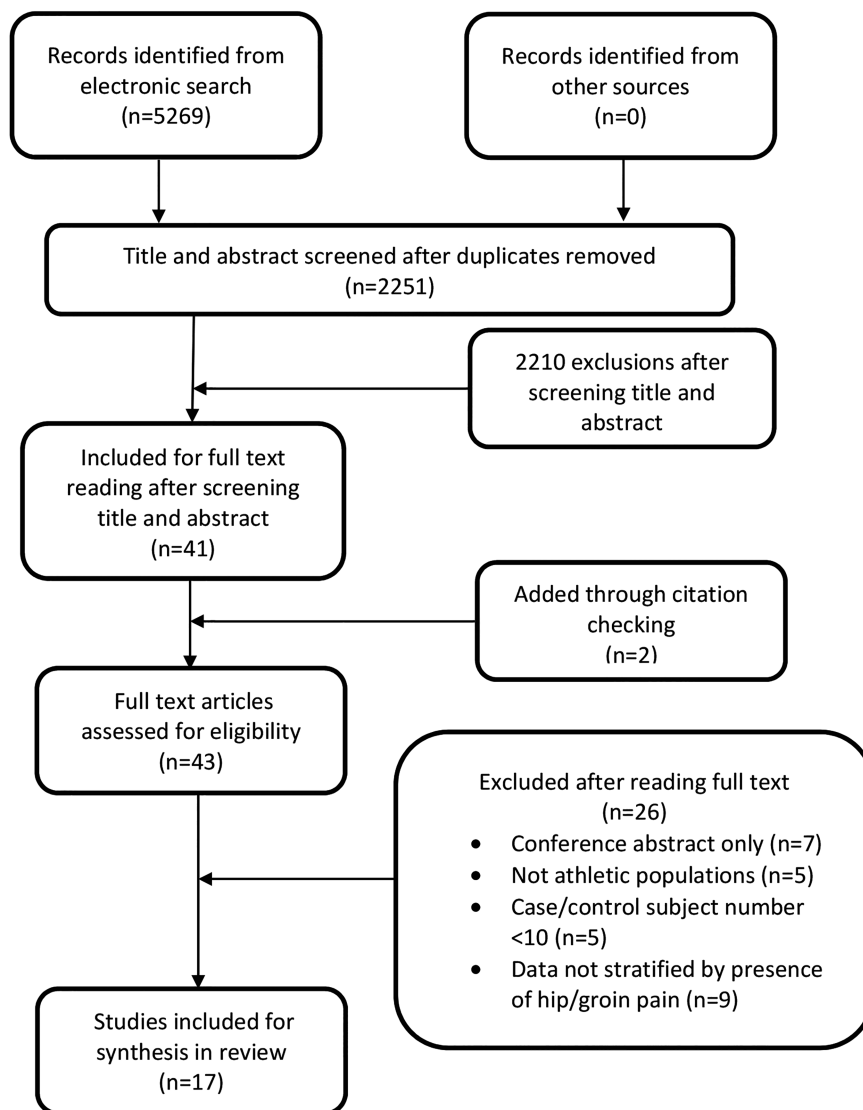 Records identified from
electronic search
(n=5269)
Records identified from
other sources
(n=0)
Title and abstract screened after duplicates removed
(n=2251)
2210 exclusions after
screening title and
abstract
Included for full text
reading after screening
title and abstract
(n=41)
Added through citation
checking
(n=2)
Full text articles
assessed for eligibility
(n=43)
Excluded after reading full text
(n=26)
• Conference abstract only (n=7)
• Not athletic populations (n=5)
• Case/control subject number
<10 (n=5)
• Data not stratified by presence
of hip/groin pain (n=9)
Studies included for
synthesis in review
(n=17)